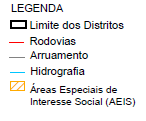 LEGENDA
Limite dos Distritos
Rodovias
Arruamento
Hidrografia
Áreas Especiais de
Interesse Social (AEIS)